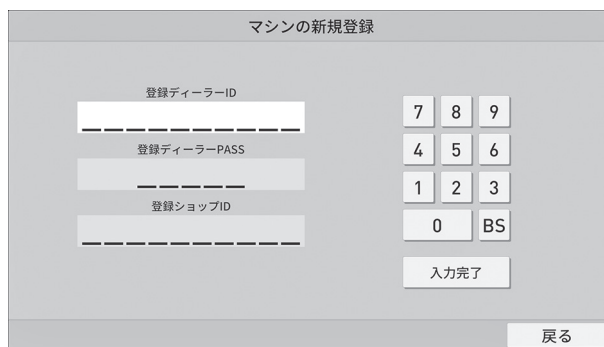 マシンの新規登録
登録ディーラーID
登録ディーラーPASS
登録ショップID
7 8 9
4 5 6
1 2 3
0 BS
入力完了
戻る